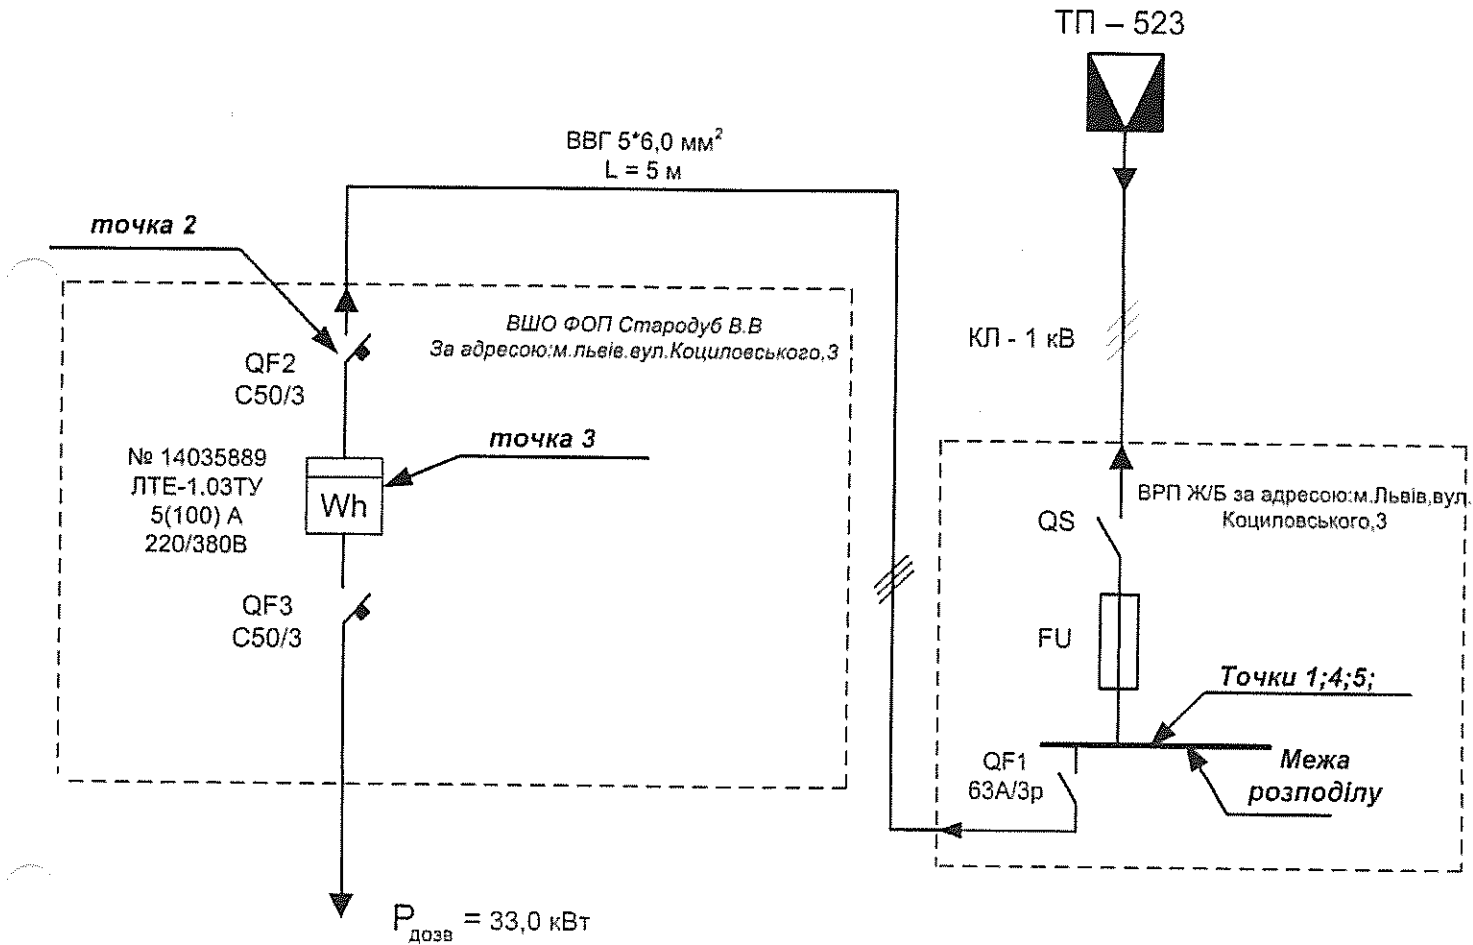 ТП – 523
ВВГ 5*6,0 мм²
L = 5 м
точка 2
ВШО ФОП Стародуб В.В
За адресою:м.львів.вул.Коциловського,3
QF2
C50/3
КЛ - 1 кВ
точка 3
№ 14035889
ЛТЕ-1.03ТУ
5(100) А
220/380В
Wh
ВРП Ж/Б за адресою:м.Львів,вул.
Коциловського,3
QS
QF3
C50/3
FU
Точки 1;4;5;
QF1
63А/3р
Межа
розподілу
Pдозв = 33,0 кВт